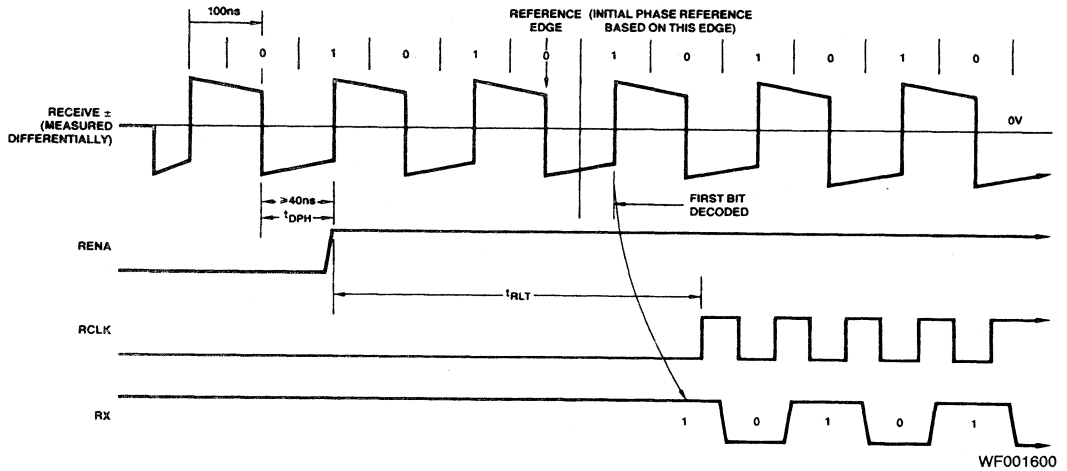 100ns
REFERENCE EDGE (INITIAL PHASE REFERENCE BASED ON THIS EDGE)
0 1 0 1 0 1 0 1 0 1 0
RECEIVE ±
(MEASURED
DIFFERENTIALLY)
0V
≥40ns
tDPH
FIRST BIT
DECODED
RENA
tRLT
RCLK
RX
1 0 1 0 1
WF001600